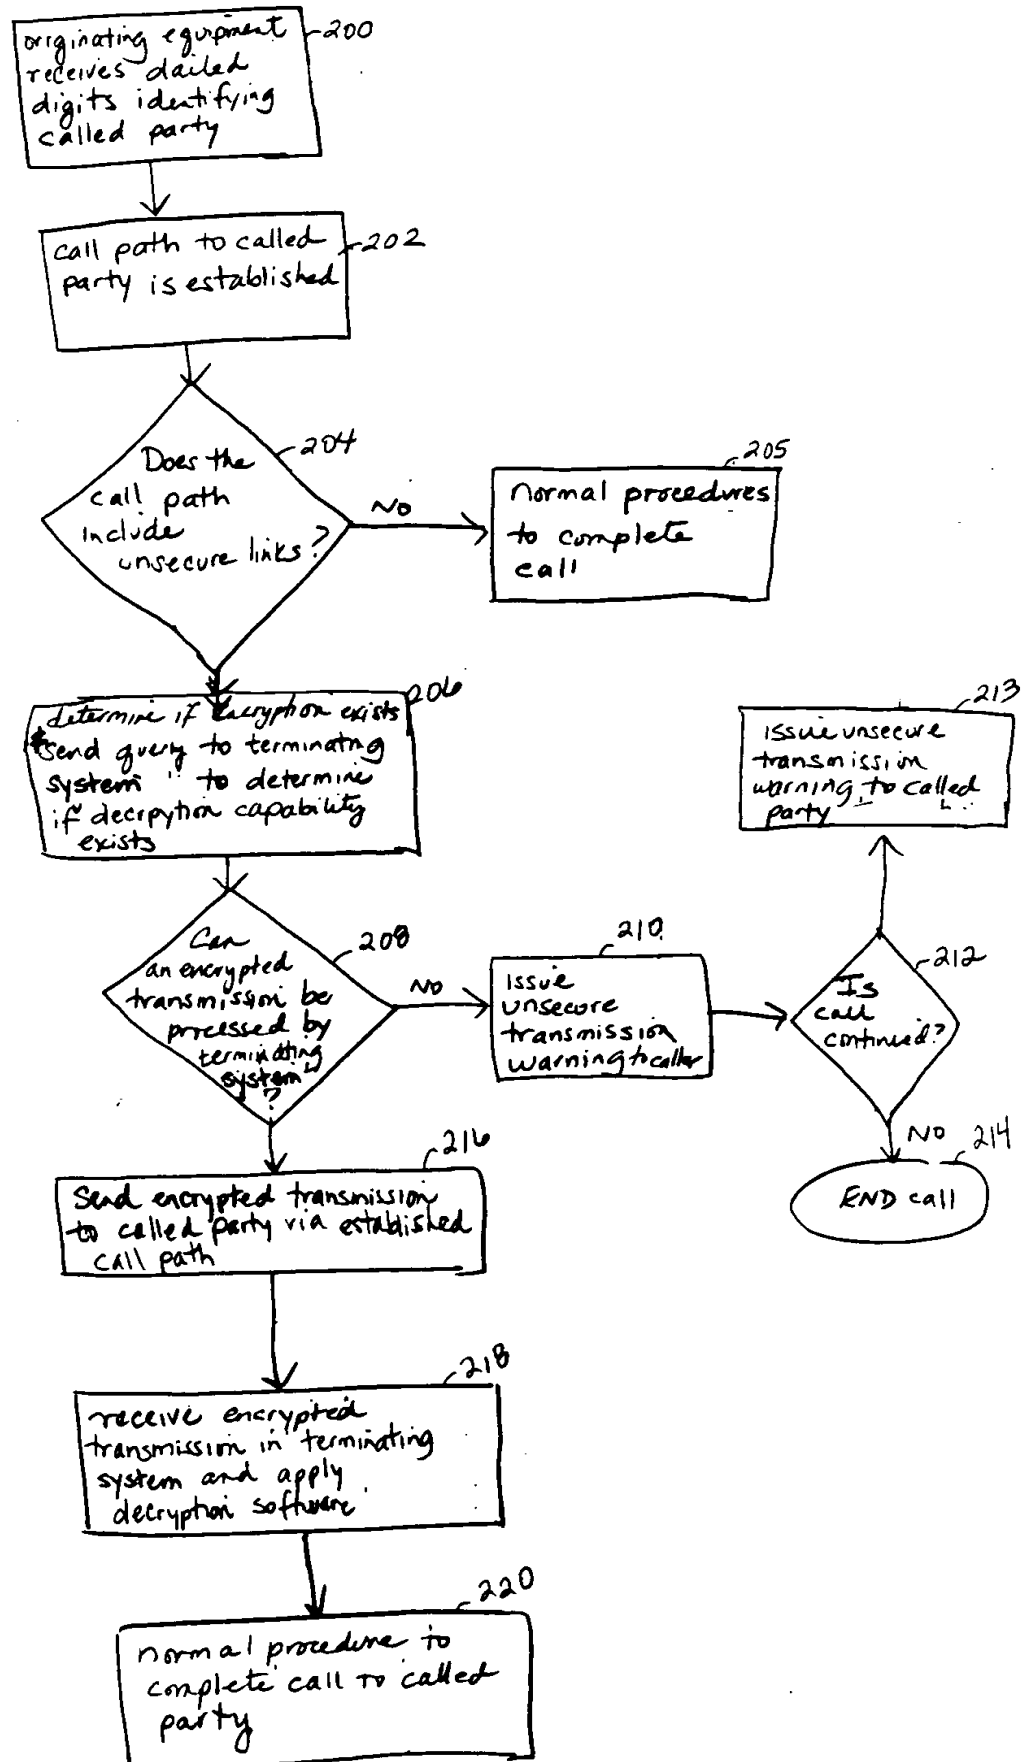 originating equipment
receives dailed
digits identifying
called party
200
call path to called
party is established
202
Does the
call path
include
unsecure links?
204
NO
205
normal procedures
to complete
call
206
determine if encryption exists
send query to terminating
system to determine
if decrpytion capability
exists
213
issue unsecure
transmission
warning to called
party
Can
an encrypted
transmission be
processed by
terminating
system
?
208
NO
210
issue
unsecure
transmission
warning to caller
212
Is
call
continued?
NO
214
END call
216
Send encrypted transmission
to called party via established
call path
218
receive encrypted
transmission in terminating
system and apply
decryption software
220
normal procedure to
complete call to called
party